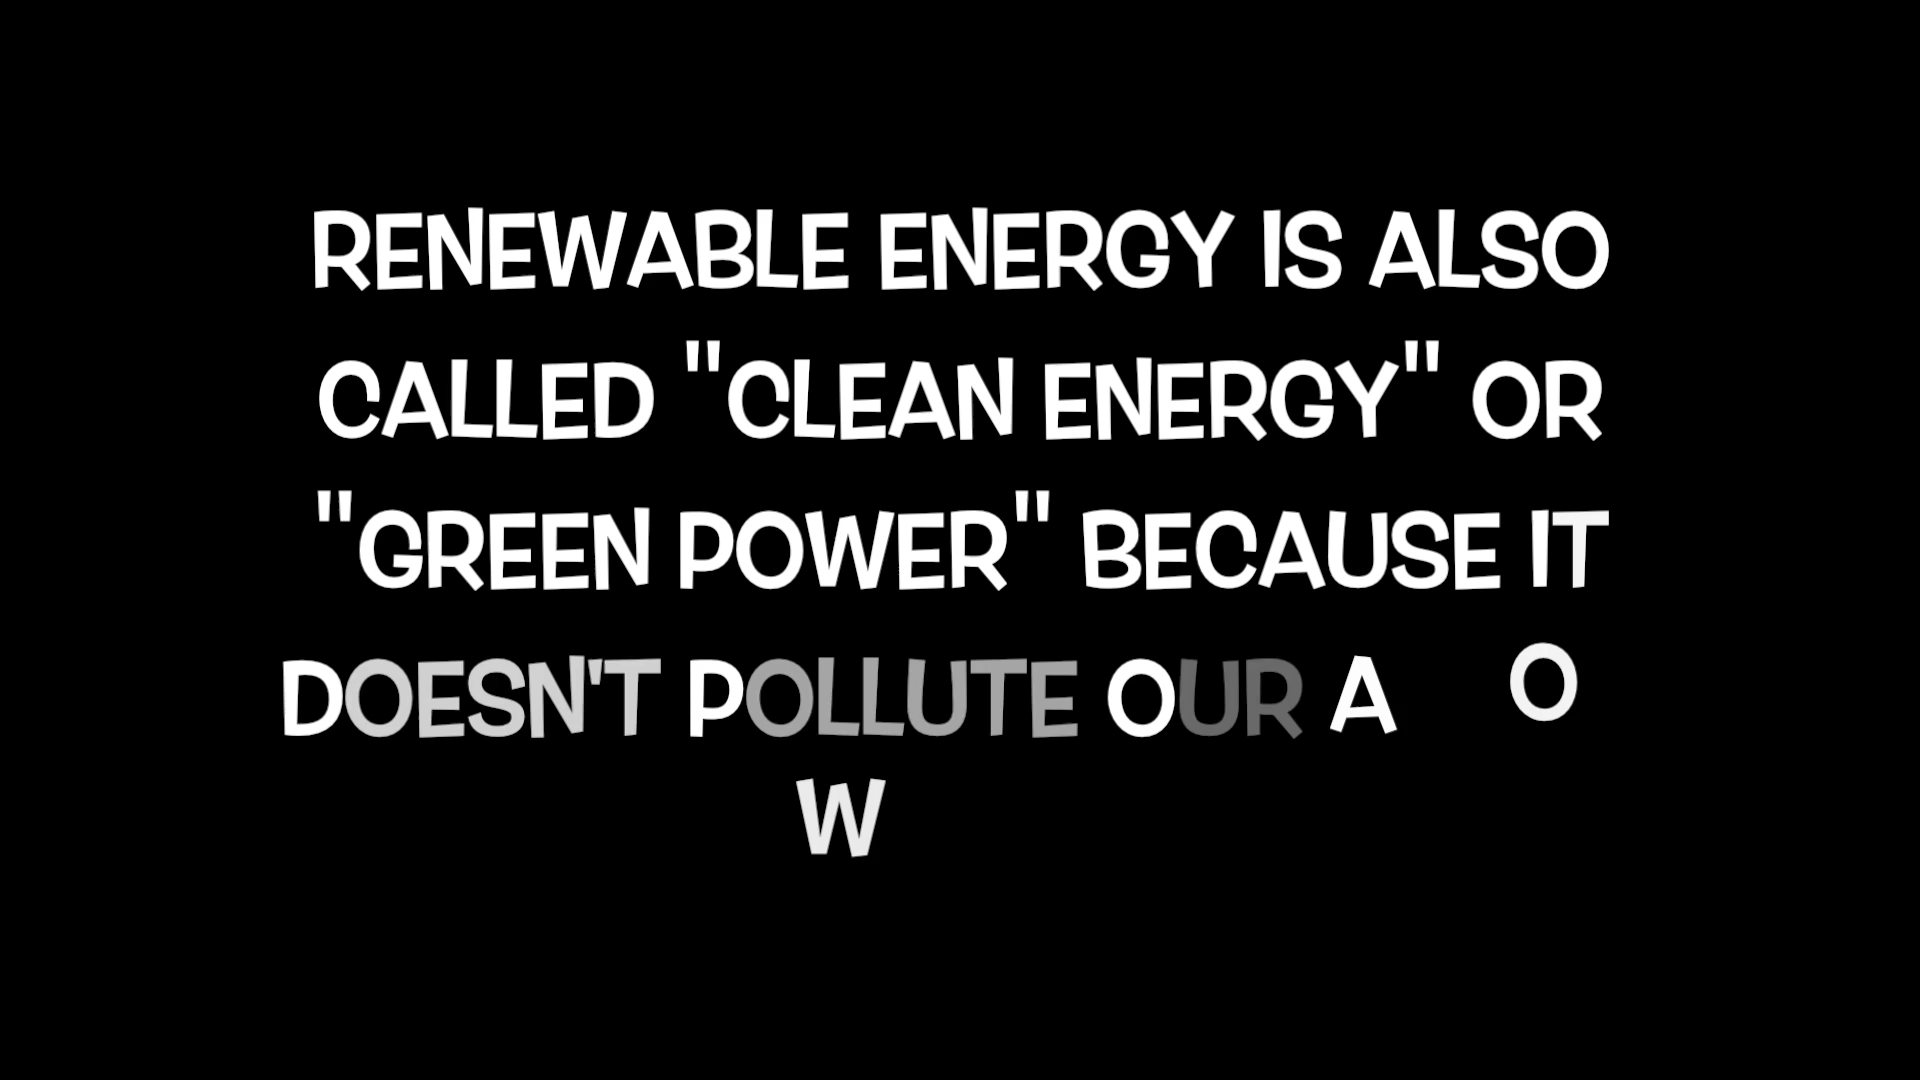 RENEWABLE ENERGY IS ALSO
CALLED "CLEAN ENERGY" OR
"GREEN POWER" BECAUSE IT
DOESN'T POLLUTE OUR A O
W